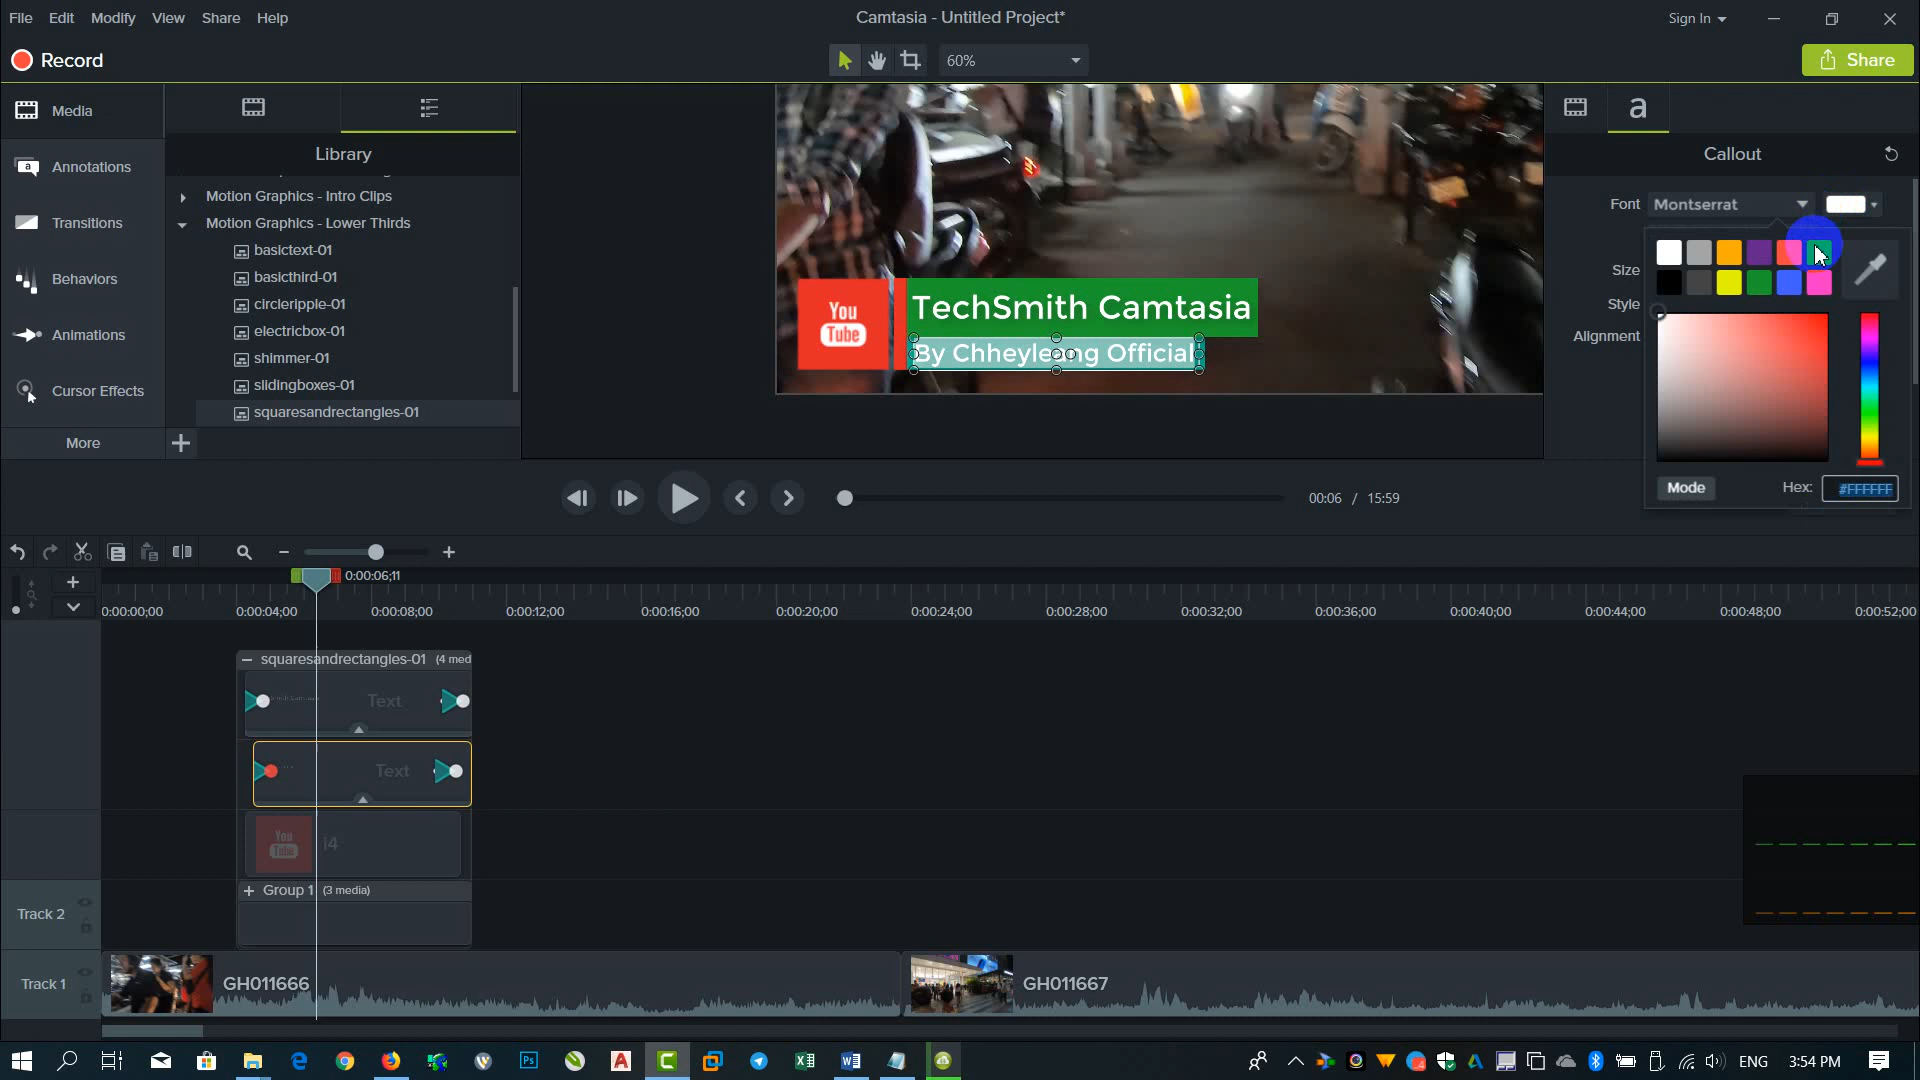 File Edit Modify View Share Help
Camtasia - Untitled Project*
Sign In
Record
60%
Share
Media
Annotations
Transitions
Behaviors
Animations
Cursor Effects
More
Library
Motion Graphics - Intro Clips
Motion Graphics - Lower Thirds
basictext-01
basicthird-01
circleripple-01
electricbox-01
shimmer-01
slidingboxes-01
squaresandrectangles-01
You
Tube
TechSmith Camtasia
By Chheyleang Official
a
Callout
Font Montserrat
Size
Style
Alignment
Mode Hex: #FFFFFF
00:06 / 15:59
0:00:06;11
0:00:00;00 0:00:04;00 0:00:08;00 0:00:12;00 0:00:16;00 0:00:20;00 0:00:24;00 0:00:28;00 0:00:32;00 0:00:36;00 0:00:40;00 0:00:44;00 0:00:48;00 0:00:52;00
squaresandrectangles-01 (4 med
Text
Text
You
Tube
14
Group 1 (3 media)
Track 2
Track 1
GH011666
GH011667
ENG
3:54 PM